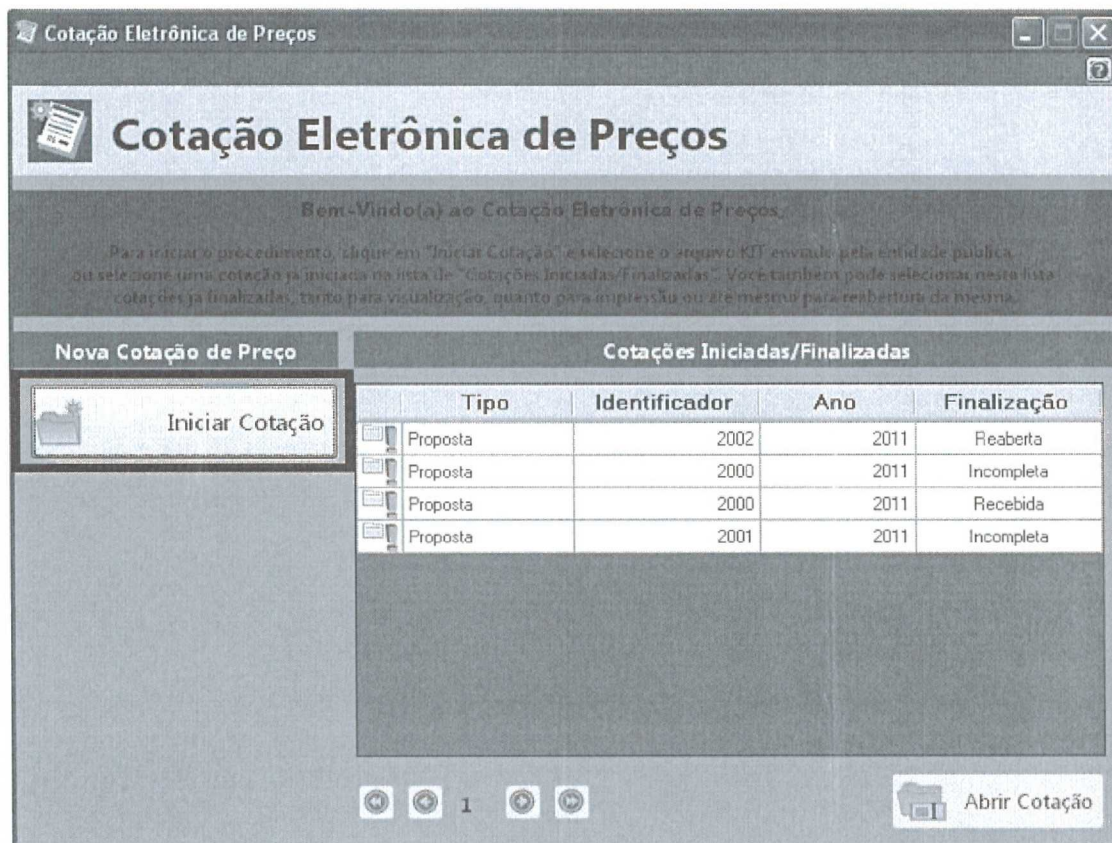 Cotação Eletrônica de Preços
Cotação Eletrônica de Preços
Bem-Vindo(a) ao Cotação Eletrônica de Preços,
Para iniciar o procedimento, clique em "Iniciar Cotação" e selecione o arquivo KIT enviado pela entidade pública
ou selecione uma cotação já iniciada na lista de "Cotações Iniciadas/Finalizadas". Você também pode selecionar nesta lista
cotações já finalizadas, tanto para visualização, quanto para impressão ou até mesmo para reabertura da mesma.
Nova Cotação de Preço
Cotações Iniciadas/Finalizadas
Iniciar Cotação
Tipo Identificador Ano Finalização
Proposta 2002 2011 Reaberta
Proposta 2000 2011 Incompleta
Proposta 2000 2011 Recebida
Proposta 2001 2011 Incompleta
1
Abrir Cotação